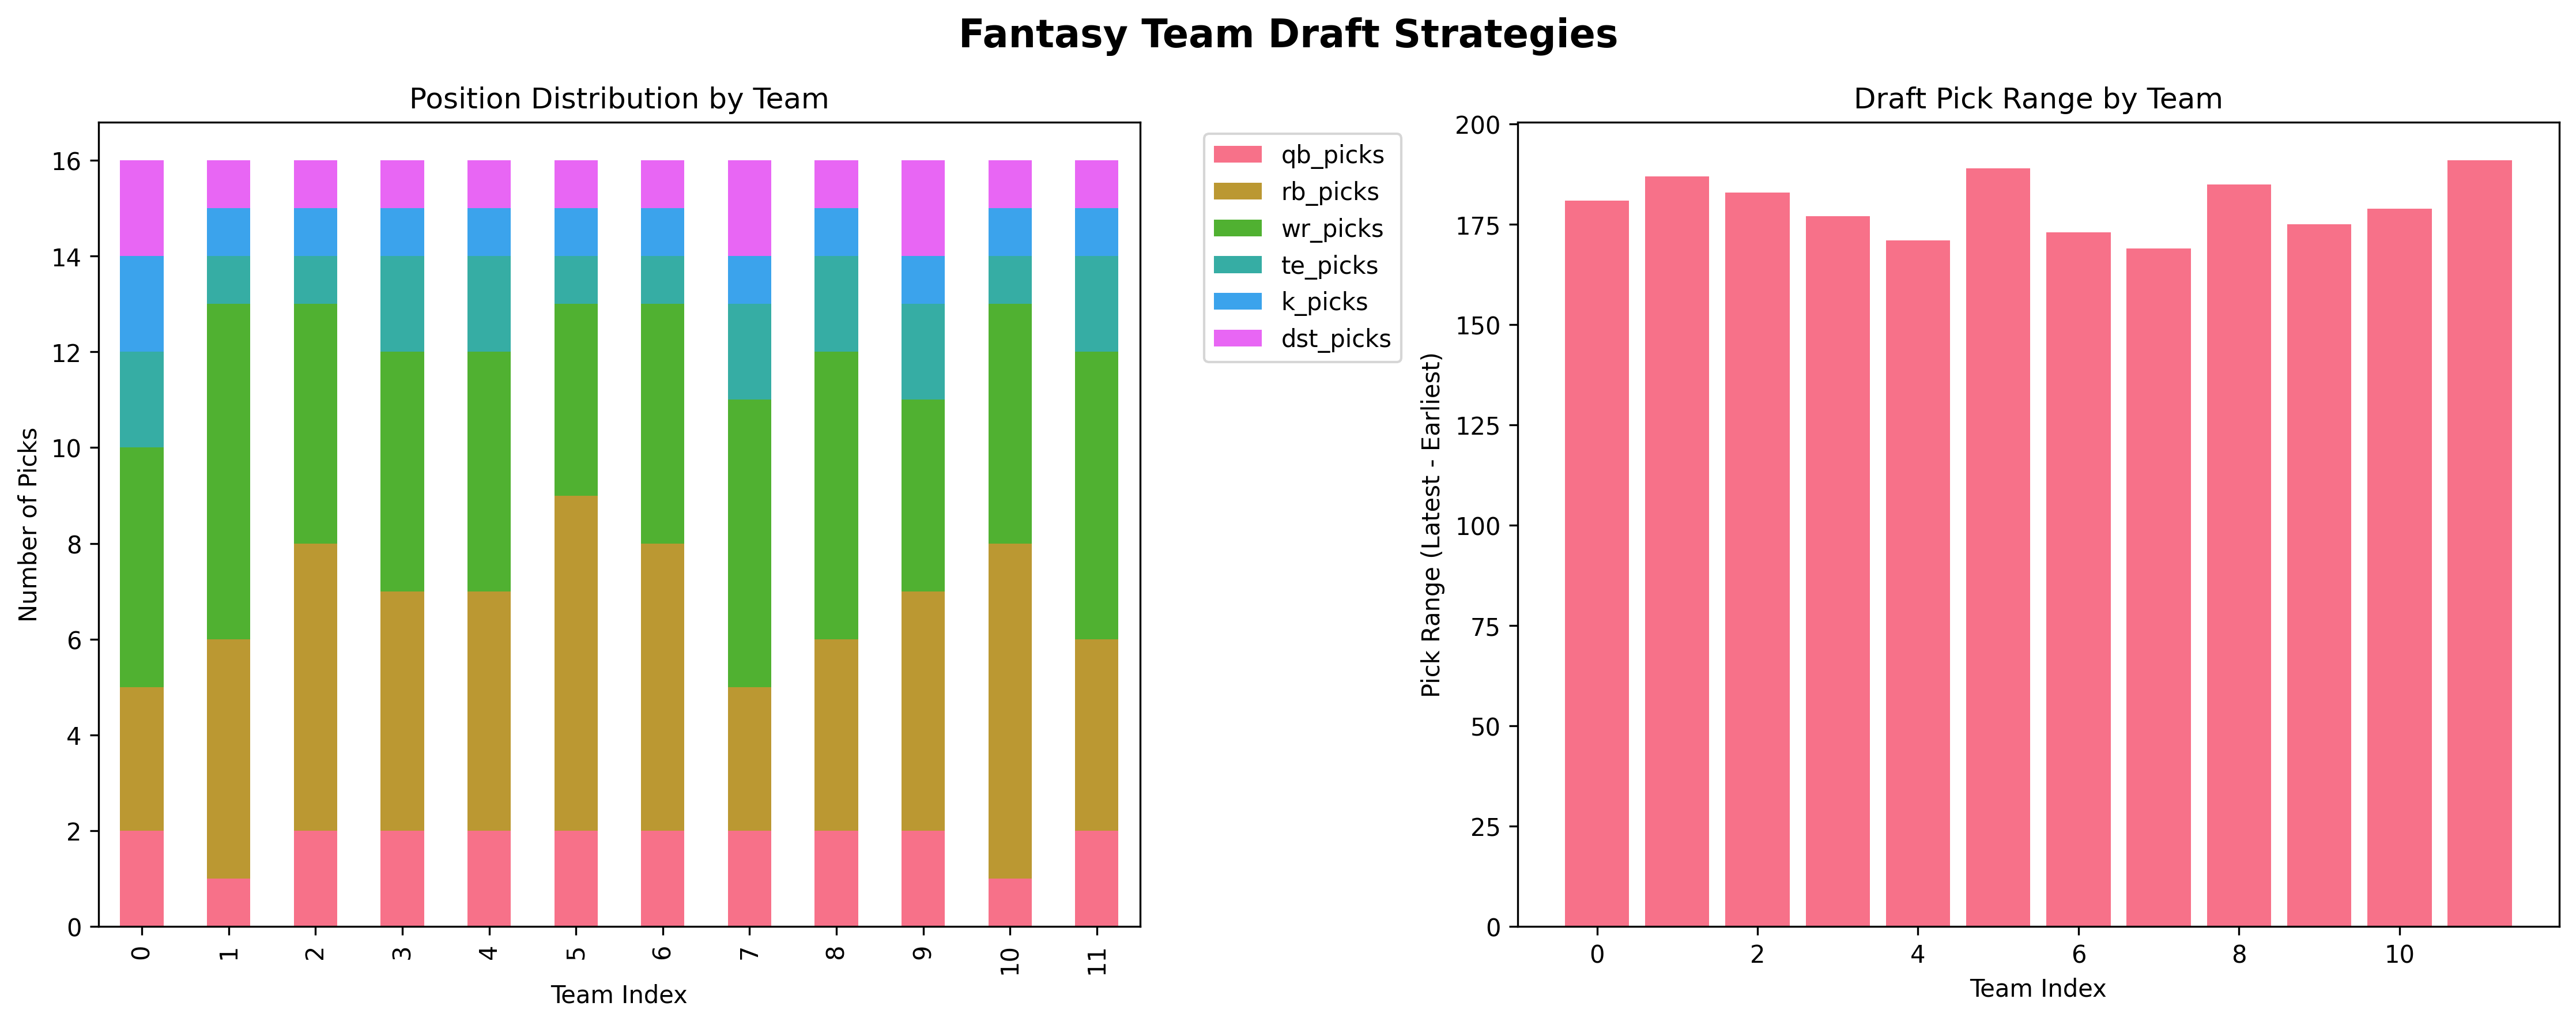 Fantasy Team Draft Strategies
Position Distribution by Team
Number of Picks
16
14
12
10
8
6
4
2
0
0 1 2 3 4 5 6 7 8 9 10 11
Team Index
qb_picks
rb_picks
wr_picks
te_picks
k_picks
dst_picks
Draft Pick Range by Team
Pick Range (Latest - Earliest)
200
175
150
125
100
75
50
25
0
0 2 4 6 8 10
Team Index